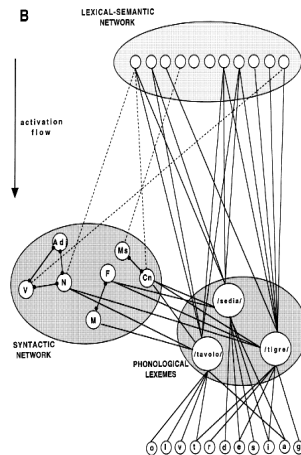 B
LEXICAL-SEMANTIC
NETWORK
activation
flow
Ad
Ms
F
Cn
V
N
M
/sedia/
/tavolo/
/tigre/
SYNTACTIC
NETWORK
PHONOLOGICAL
LEXEMES
o l v t r d e s i a g